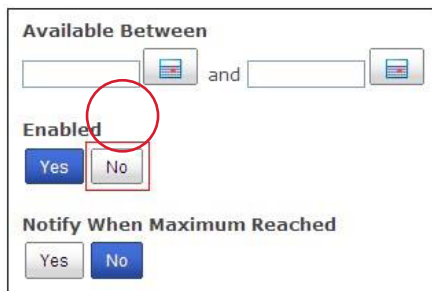 Available Between
and
Enabled
Yes No
Notify When Maximum Reached
Yes No